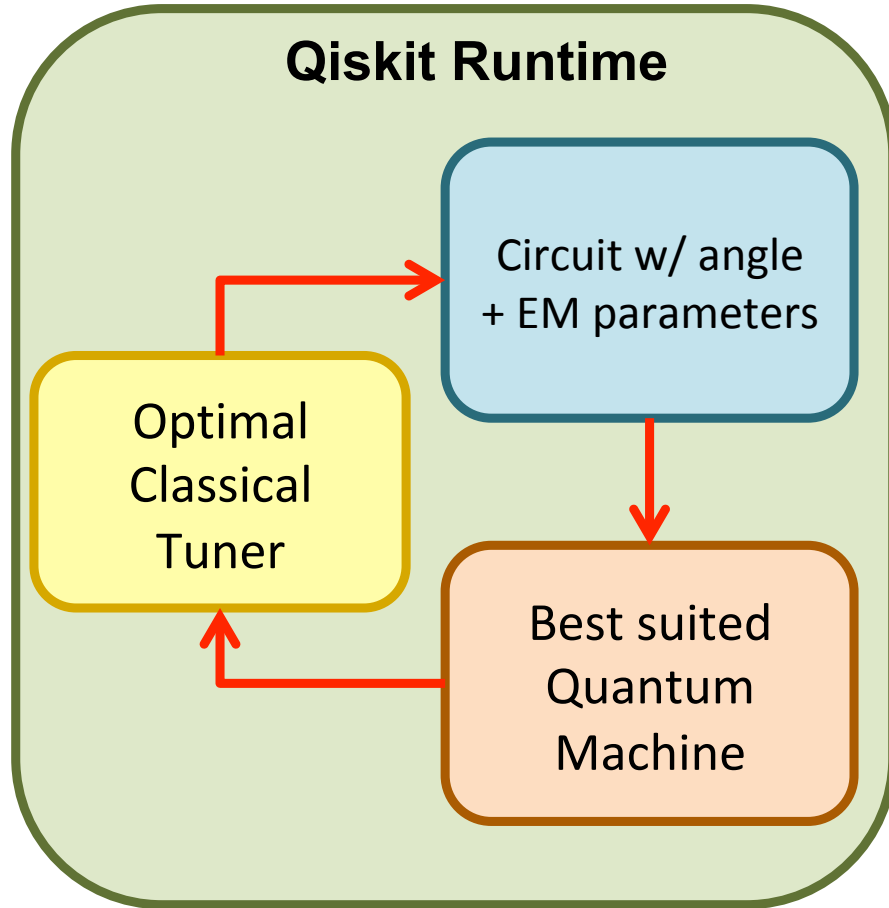 Qiskit Runtime
Circuit w/ angle
+ EM parameters
Optimal
Classical
Tuner
Best suited
Quantum
Machine